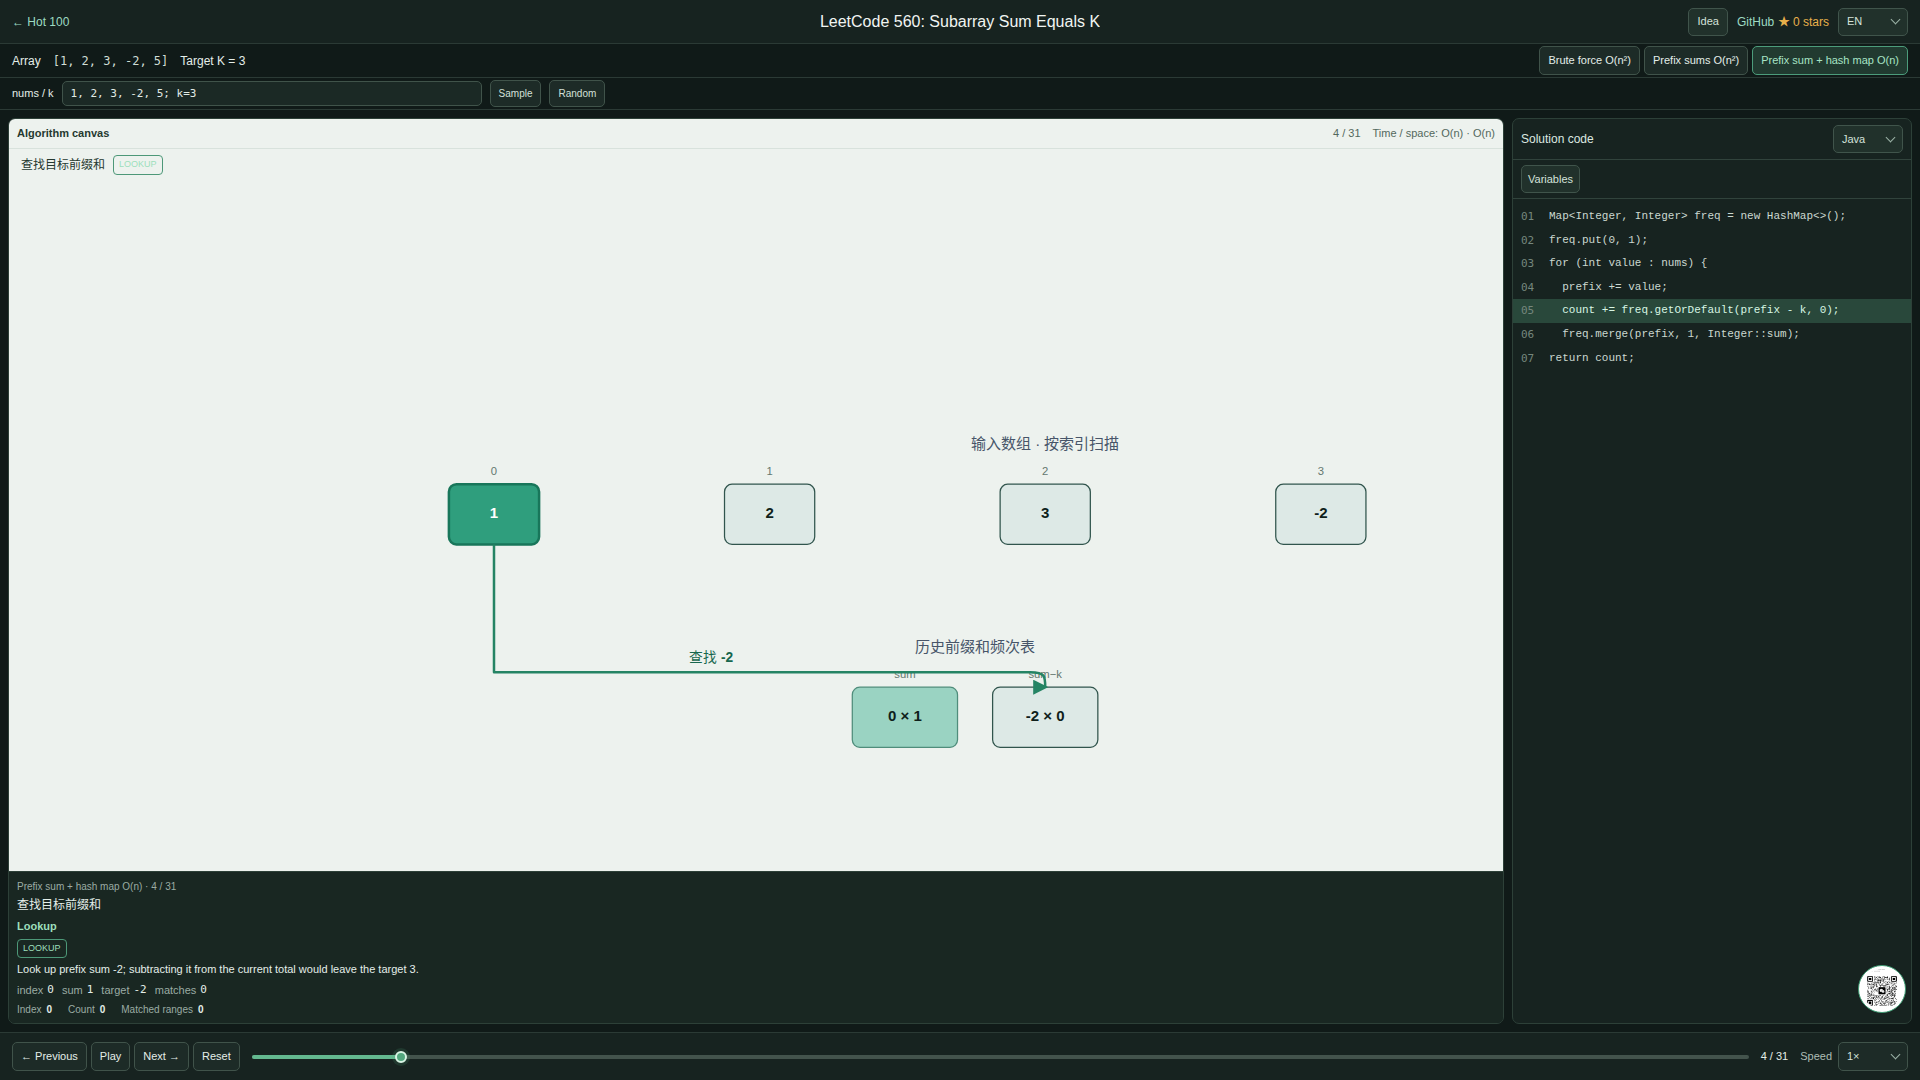 ← Hot 100
LeetCode 560: Subarray Sum Equals K
Idea
GitHub ★ 0 stars
EN
Array [1, 2, 3, -2, 5] Target K = 3
Brute force O(n²)
Prefix sums O(n²)
Prefix sum + hash map O(n)
nums / k
1, 2, 3, -2, 5; k=3
Sample
Random
Algorithm canvas
4 / 31 Time / space: O(n) · O(n)
查找目标前缀和 LOOKUP
输入数组 · 按索引扫描
0 1 2 3
1 2 3 -2
历史前缀和频次表
查找 -2
sum sum−k
0 × 1 -2 × 0
Prefix sum + hash map O(n) · 4 / 31
查找目标前缀和
Lookup
LOOKUP
Look up prefix sum -2; subtracting it from the current total would leave the target 3.
index 0 sum 1 target -2 matches 0
Index 0 Count 0 Matched ranges 0
Solution code
Java
Variables
01 Map<Integer, Integer> freq = new HashMap<>();
02 freq.put(0, 1);
03 for (int value : nums) {
04 prefix += value;
05 count += freq.getOrDefault(prefix - k, 0);
06 freq.merge(prefix, 1, Integer::sum);
07 return count;
← Previous
Play
Next →
Reset
4 / 31
Speed
1×